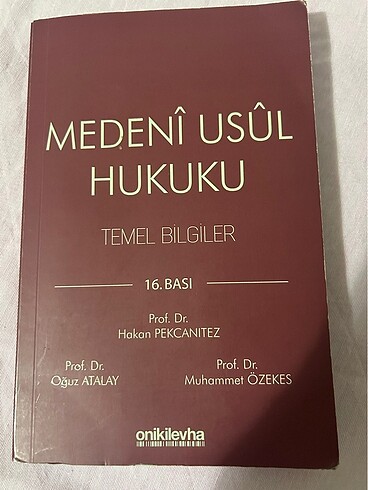 MEDENÎ USÛL
HUKUKU
TEMEL BİLGİLER
16. BASI
Prof. Dr.
Hakan PEKCANITEZ
Prof. Dr.
Oğuz ATALAY
Prof. Dr.
Muhammet ÖZEKES
onikilevha